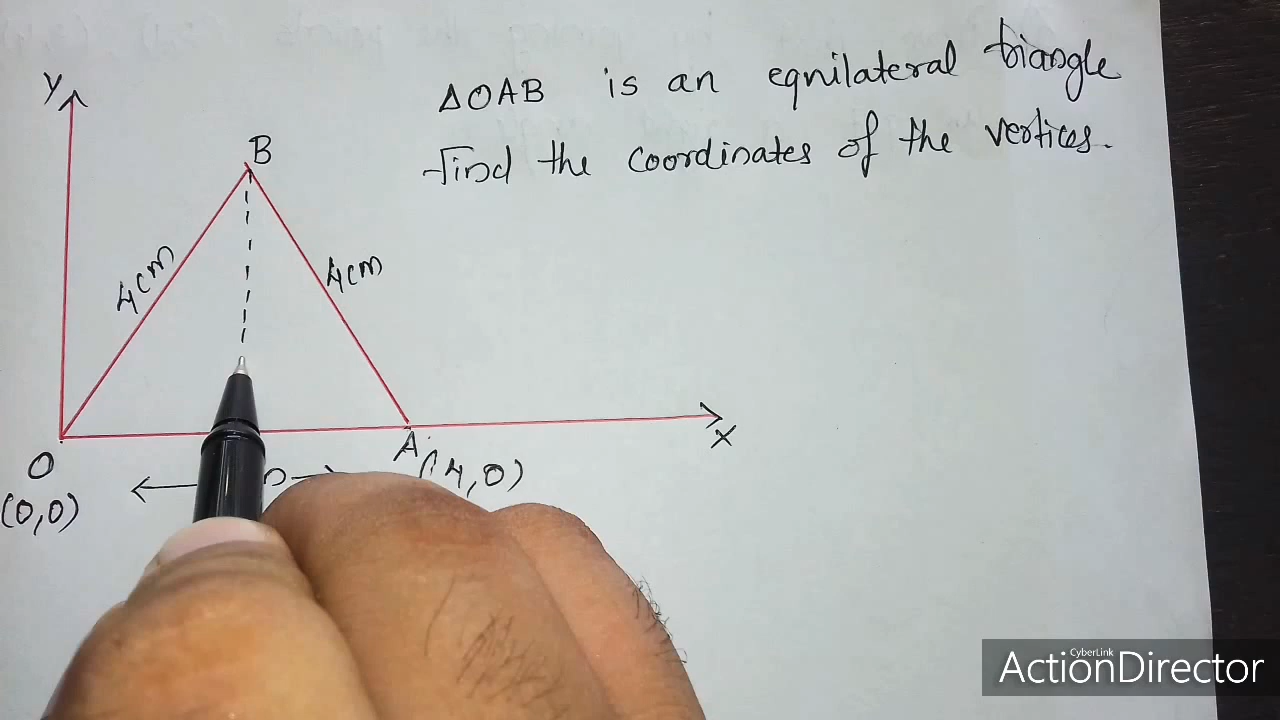 Y
B
ΔOAB is an equilateral triangle
Find the coordinates of the vertices.
4cm
4cm
O
A
X
(0,0)
(4,0)
CyberLink
ActionDirector